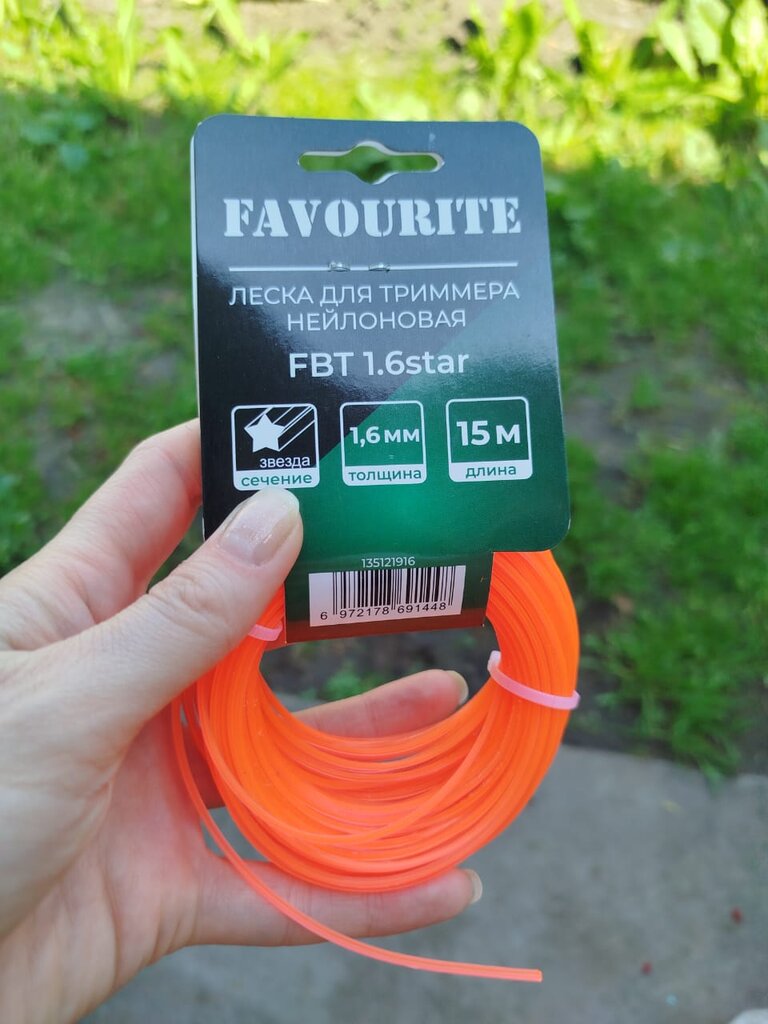 FAVOURITE
ЛЕСКА ДЛЯ ТРИММЕРА
НЕЙЛОНОВАЯ
FBT 1.6star
звезда
сечение
1,6 мм
толщина
15 м
длина
135121916
6 972178 691448